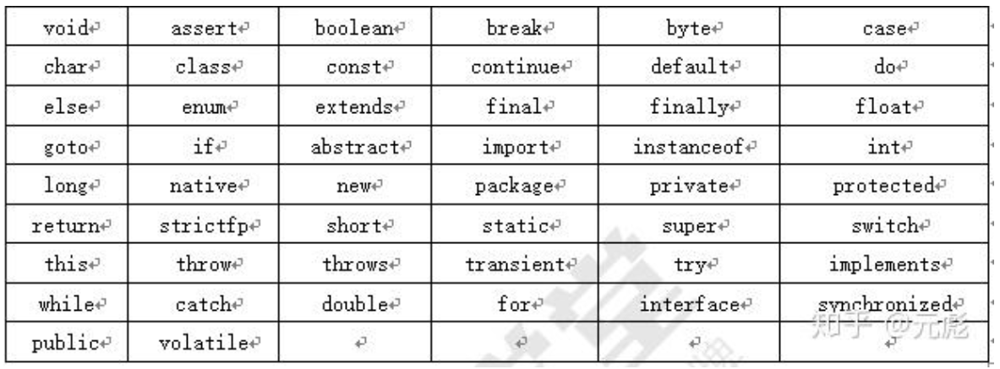 void assert boolean break byte case
char class const continue default do
else enum extends final finally float
goto if abstract import instanceof int
long native new package private protected
return strictfp short static super switch
this throw throws transient try implements
while catch double for interface synchronized
public volatile
知乎 @元彪